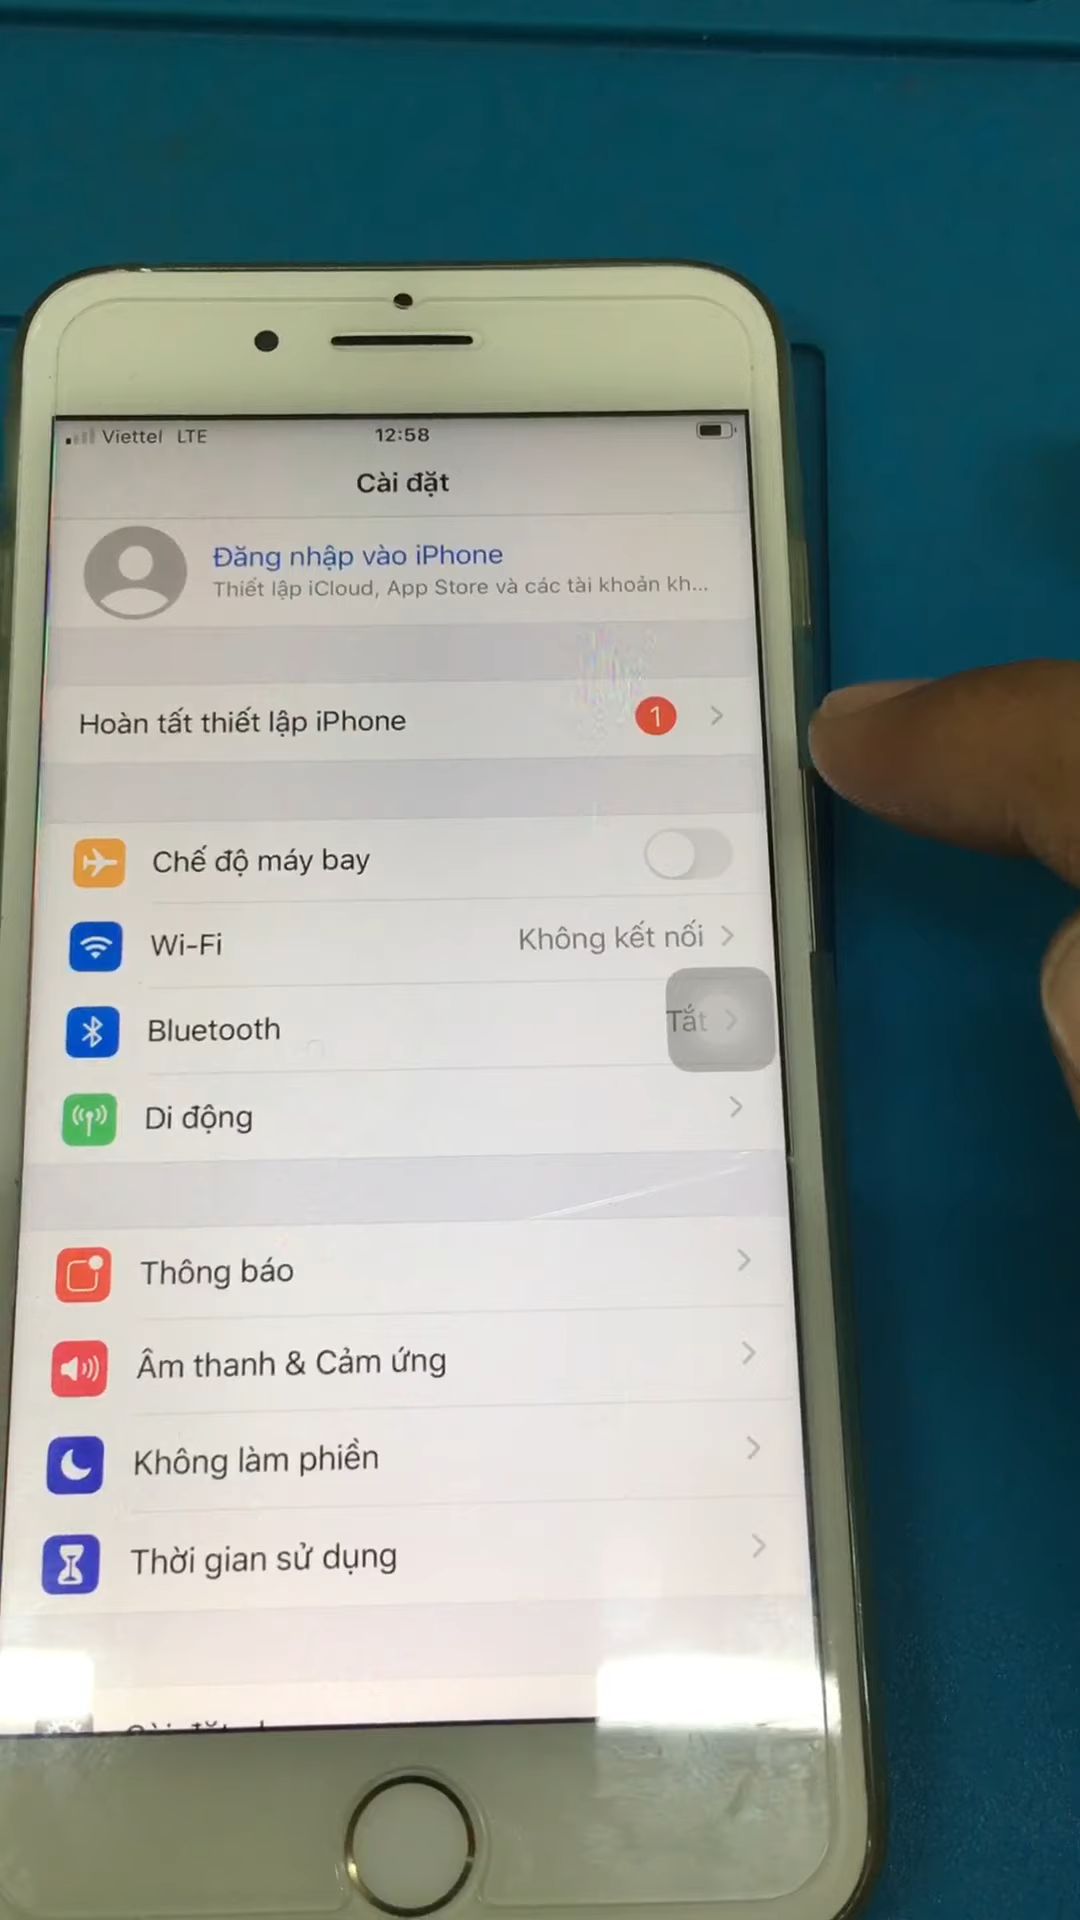 Viettel LTE 12:58
Cài đặt
Đăng nhập vào iPhone
Thiết lập iCloud, App Store và các tài khoản kh...
Hoàn tất thiết lập iPhone 1
Chế độ máy bay
Wi-Fi Không kết nối
Bluetooth Tắt
Di động
Thông báo
Âm thanh & Cảm ứng
Không làm phiền
Thời gian sử dụng